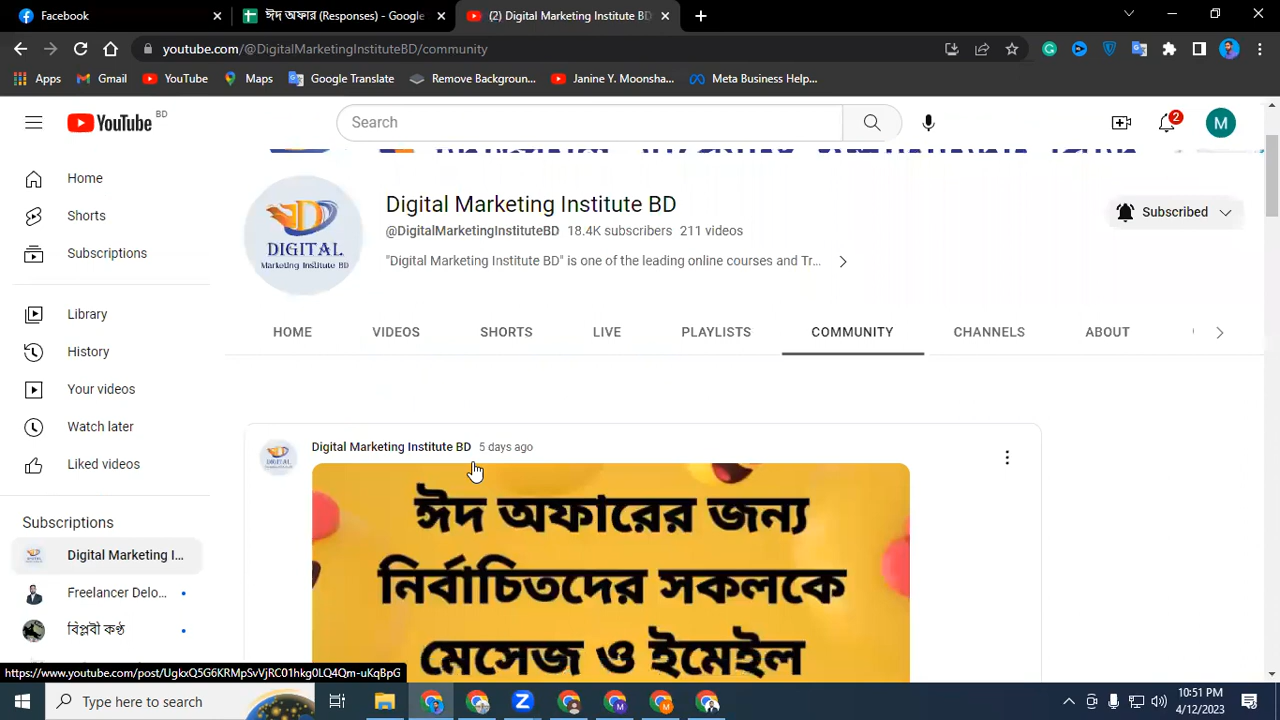 Facebook
ঈদ অফার (Responses) - Google
(2) Digital Marketing Institute BD
youtube.com/@DigitalMarketingInstituteBD/community
Apps
Gmail
YouTube
Maps
Google Translate
Remove Backgroun...
Janine Y. Moonsha...
Meta Business Help...
YouTube
BD
Search
2
M
Home
Shorts
Subscriptions
Library
History
Your videos
Watch later
Liked videos
Subscriptions
Digital Marketing I...
Freelancer Delo...
বিপ্লবী কণ্ঠ
DIGITAL
Marketing Institute BD
Digital Marketing Institute BD
@DigitalMarketingInstituteBD 18.4K subscribers 211 videos
"Digital Marketing Institute BD" is one of the leading online courses and Tr...
Subscribed
HOME
VIDEOS
SHORTS
LIVE
PLAYLISTS
COMMUNITY
CHANNELS
ABOUT
Digital Marketing Institute BD 5 days ago
ঈদ অফারের জন্য
নির্বাচিতদের সকলকে
মেসেজ ও ইমেইল
https://www.youtube.com/post/UgkxQ5G6KRMpSvVjRC01hkg0LQ4Qm-uKqBpG
Type here to search
10:51 PM
4/12/2023